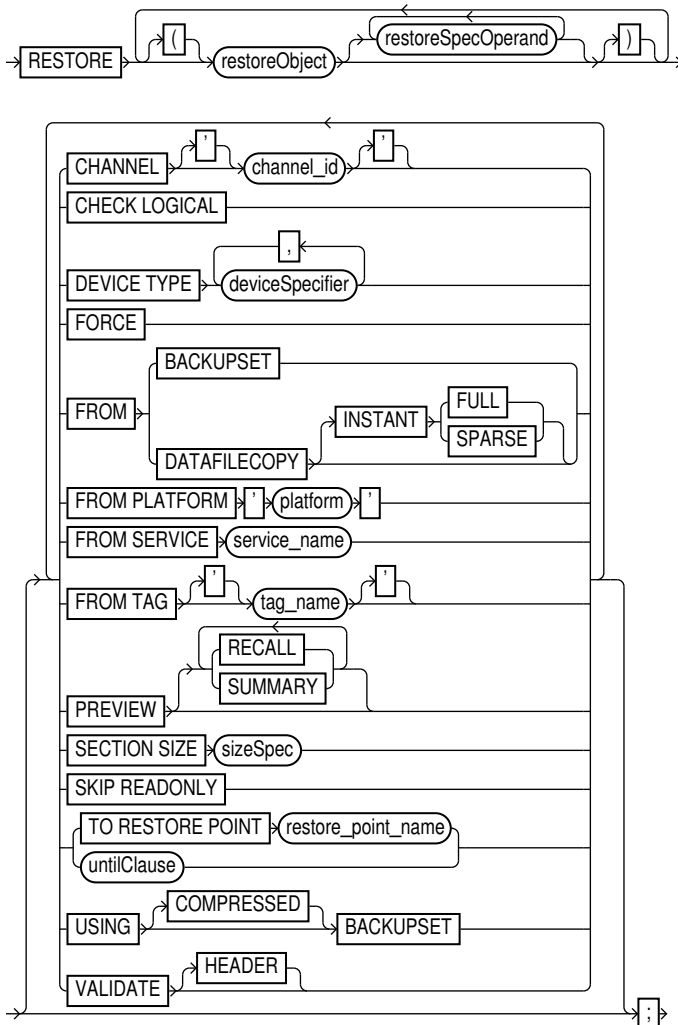 ( restoreSpecOperand )
RESTORE restoreObject
CHANNEL ' channel_id '
CHECK LOGICAL
,
DEVICE TYPE deviceSpecifier
FORCE
BACKUPSET
FROM INSTANT FULL
SPARSE
DATAFILECOPY
FROM PLATFORM ' platform '
FROM SERVICE service_name
FROM TAG ' tag_name '
RECALL
SUMMARY
PREVIEW
SECTION SIZE sizeSpec
SKIP READONLY
TO RESTORE POINT restore_point_name
untilClause
COMPRESSED
USING BACKUPSET
HEADER
VALIDATE
;